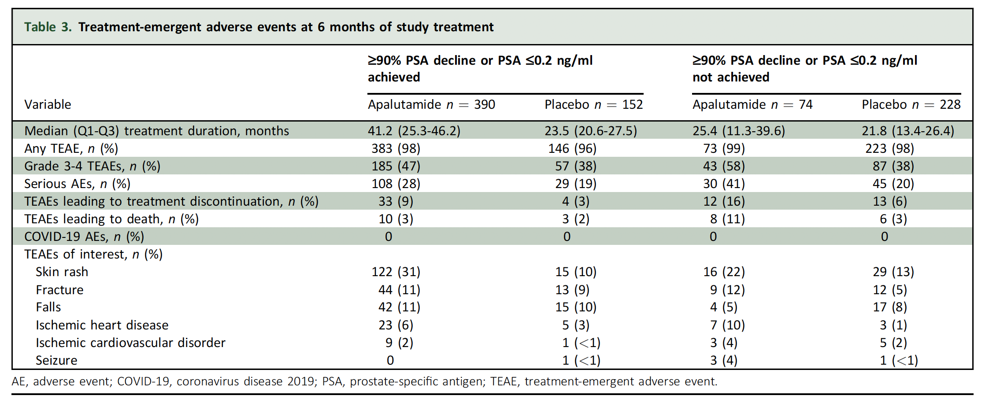 Table 3. Treatment-emergent adverse events at 6 months of study treatment
≥90% PSA decline or PSA ≤0.2 ng/ml achieved ≥90% PSA decline or PSA ≤0.2 ng/ml not achieved
Variable Apalutamide n = 390 Placebo n = 152 Apalutamide n = 74 Placebo n = 228
Median (Q1-Q3) treatment duration, months 41.2 (25.3-46.2) 23.5 (20.6-27.5) 25.4 (11.3-39.6) 21.8 (13.4-26.4)
Any TEAE, n (%) 383 (98) 146 (96) 73 (99) 223 (98)
Grade 3-4 TEAEs, n (%) 185 (47) 57 (38) 43 (58) 87 (38)
Serious AEs, n (%) 108 (28) 29 (19) 30 (41) 45 (20)
TEAEs leading to treatment discontinuation, n (%) 33 (9) 4 (3) 12 (16) 13 (6)
TEAEs leading to death, n (%) 10 (3) 3 (2) 8 (11) 6 (3)
COVID-19 AEs, n (%) 0 0 0 0
TEAEs of interest, n (%)
Skin rash 122 (31) 15 (10) 16 (22) 29 (13)
Fracture 44 (11) 13 (9) 9 (12) 12 (5)
Falls 42 (11) 15 (10) 4 (5) 17 (8)
Ischemic heart disease 23 (6) 5 (3) 7 (10) 3 (1)
Ischemic cardiovascular disorder 9 (2) 1 (<1) 3 (4) 5 (2)
Seizure 0 1 (<1) 3 (4) 1 (<1)
AE, adverse event; COVID-19, coronavirus disease 2019; PSA, prostate-specific antigen; TEAE, treatment-emergent adverse event.